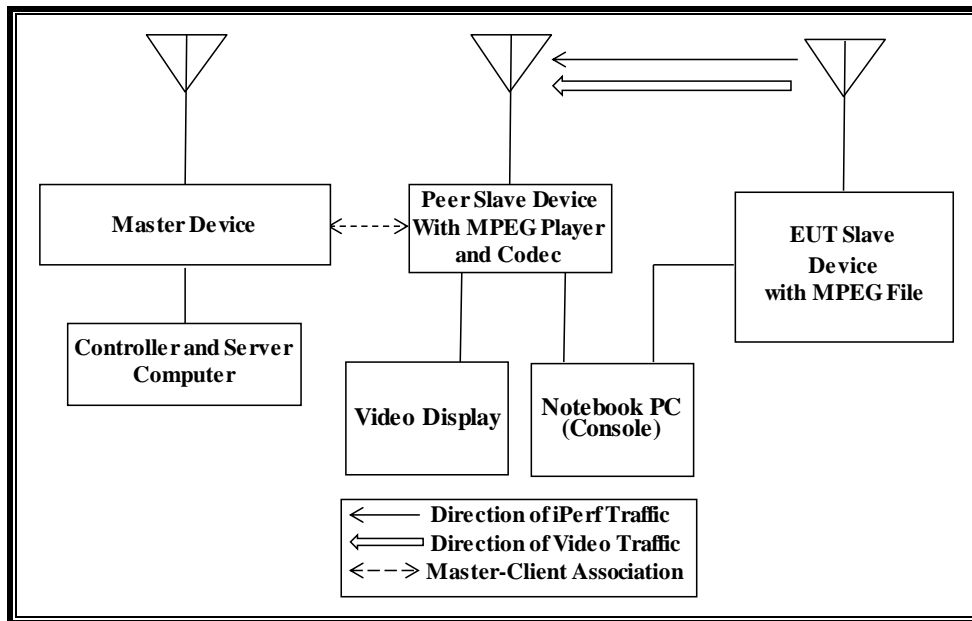 Master Device
Peer Slave Device
With MPEG Player
and Codec
EUT Slave
Device
with MPEG File
Controller and Server
Computer
Video Display
Notebook PC
(Console)
Direction of iPerf Traffic
Direction of Video Traffic
Master-Client Association